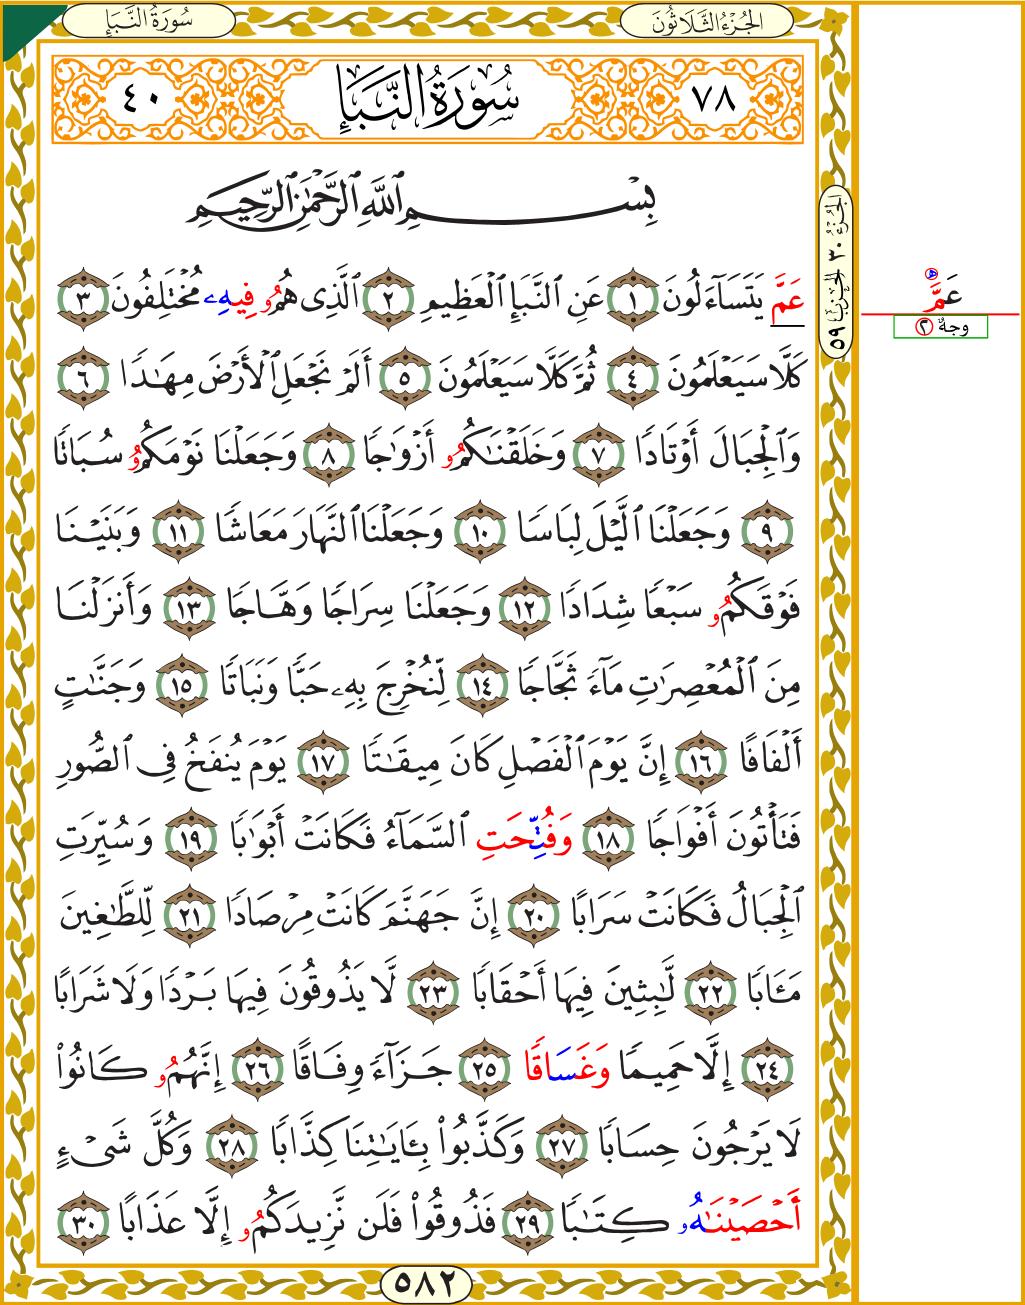 الجُزْءُ الثَّلَاثُونَ
سُورَةُ النَّبَإِ
٧٨
سُورَةُ النَّبَإِ
٤٠
بِسْمِ ٱللَّهِ ٱلرَّحْمَٰنِ ٱلرَّحِيمِ
عَمَّ يَتَسَآءَلُونَ ١ عَنِ ٱلنَّبَإِ ٱلْعَظِيمِ ٢ ٱلَّذِى هُمُۥ فِيهِۦ مُخْتَلِفُونَ ٣
كَلَّا سَيَعْلَمُونَ ٤ ثُمَّ كَلَّا سَيَعْلَمُونَ ٥ أَلَمْ نَجْعَلِ ٱلْأَرْضَ مِهَٰدًا ٦
وَٱلْجِبَالَ أَوْتَادًا ٧ وَخَلَقْنَٰكُمُۥ أَزْوَٰجًا ٨ وَجَعَلْنَا نَوْمَكُمُۥ سُبَاتًا
٩ وَجَعَلْنَا ٱلَّيْلَ لِبَاسًا ١٠ وَجَعَلْنَا ٱلنَّهَارَ مَعَاشًا ١١ وَبَنَيْنَا
فَوْقَكُمُۥ سَبْعًا شِدَادًا ١٢ وَجَعَلْنَا سِرَاجًا وَهَّاجًا ١٣ وَأَنزَلْنَا
مِنَ ٱلْمُعْصِرَٰتِ مَآءً ثَجَّاجًا ١٤ لِّنُخْرِجَ بِهِۦ حَبًّا وَنَبَاتًا ١٥ وَجَنَّٰتٍ
أَلْفَافًا ١٦ إِنَّ يَوْمَ ٱلْفَصْلِ كَانَ مِيقَٰتًا ١٧ يَوْمَ يُنفَخُ فِى ٱلصُّورِ
فَتَأْتُونَ أَفْوَاجًا ١٨ وَفُتِّحَتِ ٱلسَّمَآءُ فَكَانَتْ أَبْوَٰبًا ١٩ وَسُيِّرَتِ
ٱلْجِبَالُ فَكَانَتْ سَرَابًا ٢٠ إِنَّ جَهَنَّمَ كَانَتْ مِرْصَادًا ٢١ لِّلطَّٰغِينَ
مَـَٔابًا ٢٢ لَّٰبِثِينَ فِيهَآ أَحْقَابًا ٢٣ لَّا يَذُوقُونَ فِيهَا بَرْدًا وَلَا شَرَابًا
٢٤ إِلَّا حَمِيمًا وَغَسَاقًا ٢٥ جَزَآءً وِفَاقًا ٢٦ إِنَّهُمُۥ كَانُوا۟
لَا يَرْجُونَ حِسَابًا ٢٧ وَكَذَّبُوا۟ بِـَٔايَٰتِنَا كِذَّابًا ٢٨ وَكُلَّ شَىْءٍ
أَحْصَيْنَٰهُۥ كِتَٰبًا ٢٩ فَذُوقُوا۟ فَلَن نَّزِيدَكُمُۥ إِلَّا عَذَابًا ٣٠
٥٨٢
الجُزْءُ ٣٠ الحِزْبُ ٥٩
عَمَّهْ
وجهٌ ٢